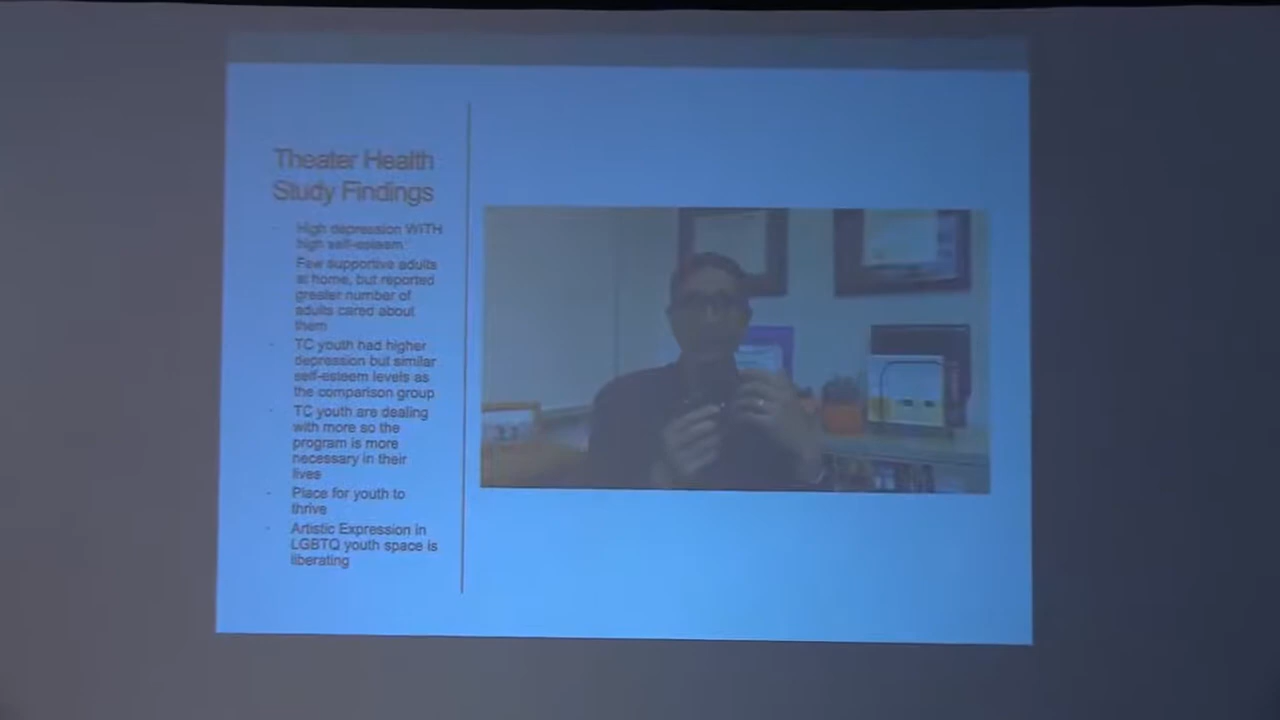 Theater Health
Study Findings
- High depression WITH
high self-esteem
- Few supportive adults
at home, but reported
greater number of
adults cared about
them
- TC youth had higher
depression but similar
self-esteem levels as
the comparison group
- TC youth are dealing
with more so the
program is more
necessary in their
lives
- Place for youth to
thrive
- Artistic Expression in
LGBTQ youth space is
liberating